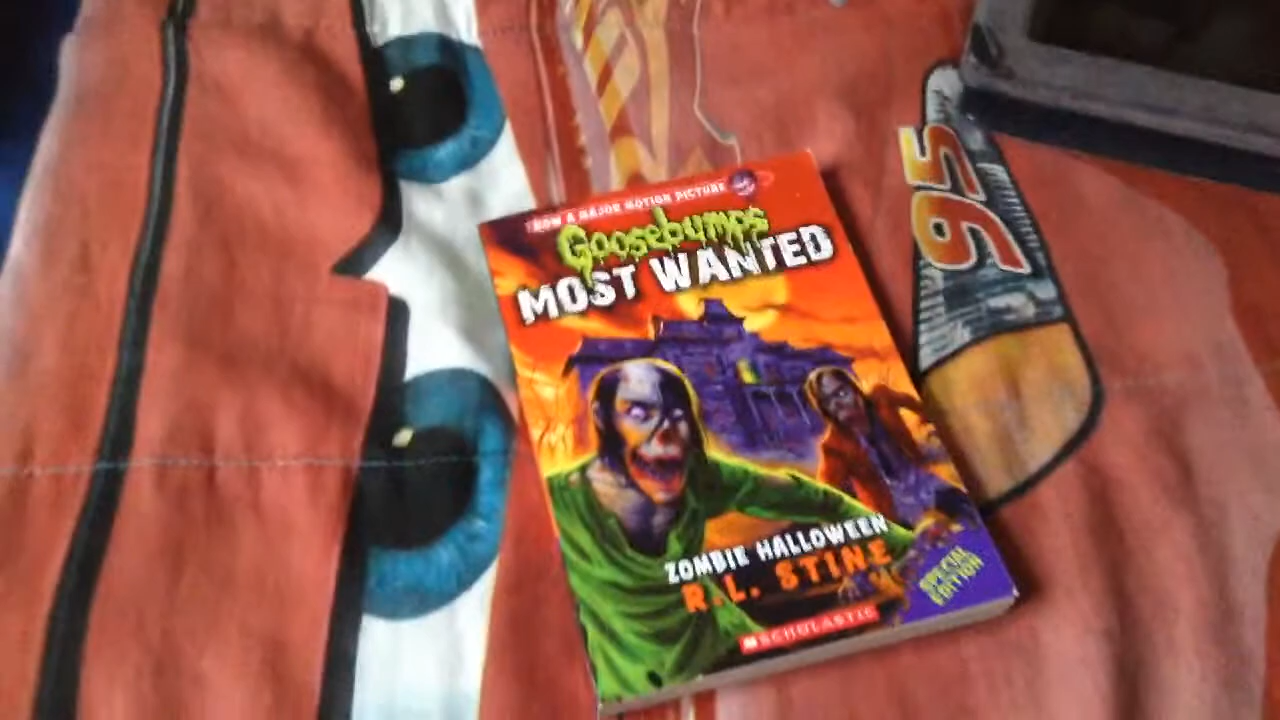 NOW A MAJOR MOTION PICTURE
Goosebumps
MOST WANTED
ZOMBIE HALLOWEEN
R.L. STINE
SPECIAL
EDITION
SCHOLASTIC
95